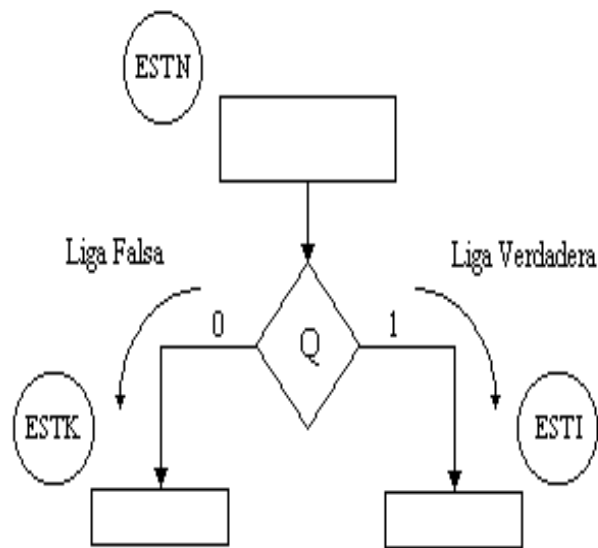 ESTN
Liga Falsa
Liga Verdadera
0
Q
1
ESTK
ESTI